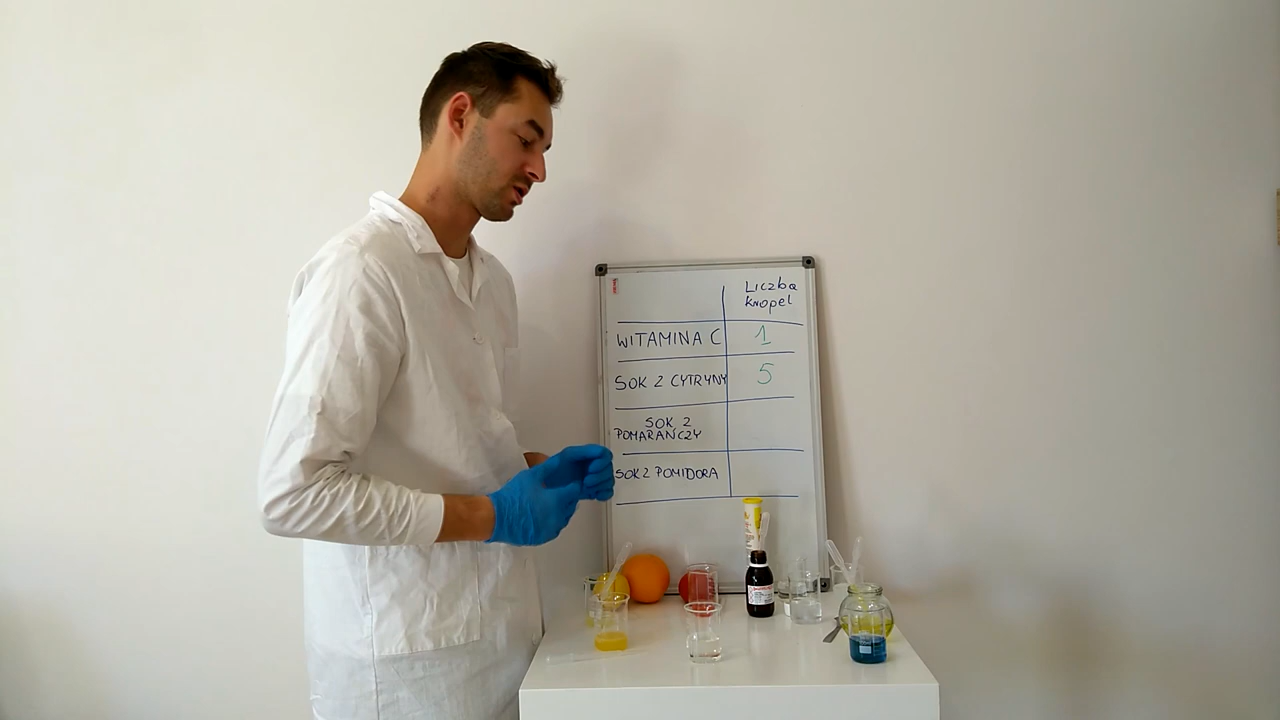 Liczba
kropel
WITAMINA C 1
SOK Z CYTRYNY 5
SOK Z
POMARAŃCZY
SOK Z POMIDORA